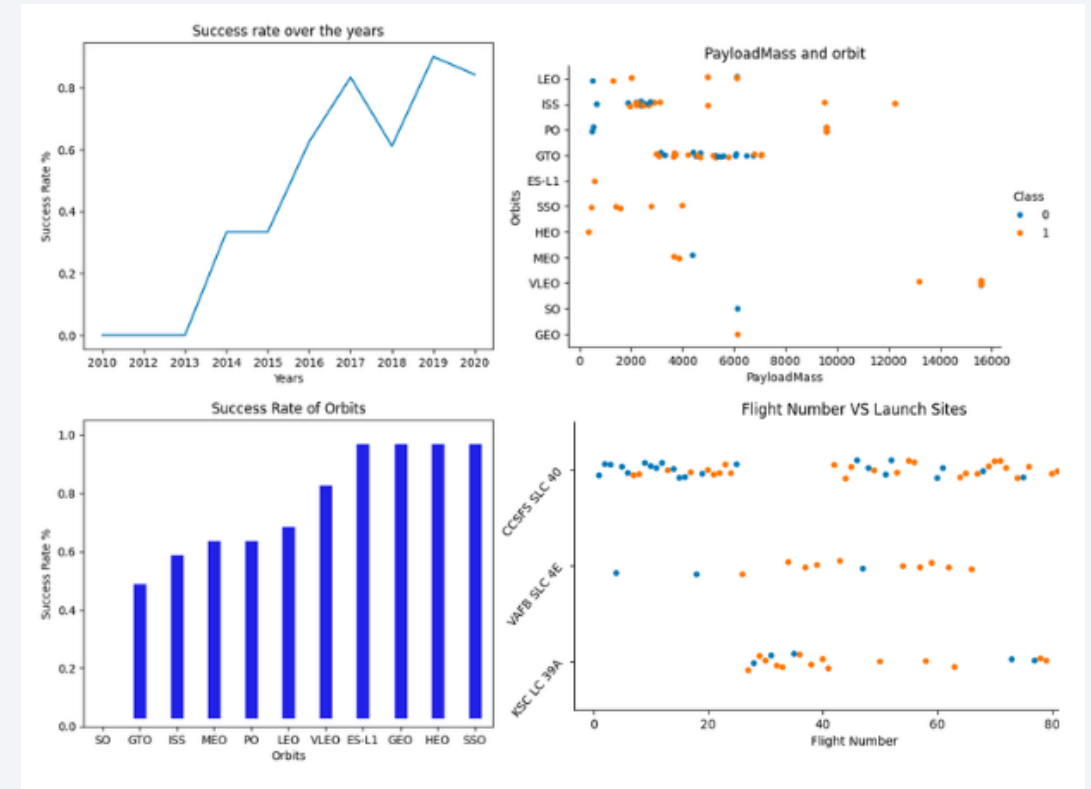 Success rate over the years
Success Rate %
0.8
0.6
0.4
0.2
0.0
2010 2012 2013 2014 2015 2016 2017 2018 2019 2020
Years
PayloadMass and orbit
Orbits
LEO
ISS
PO
GTO
ES-L1
SSO
HEO
MEO
VLEO
SO
GEO
0 2000 4000 6000 8000 10000 12000 14000 16000
PayloadMass
Class
0
1
Success Rate of Orbits
Success Rate %
1.0
0.8
0.6
0.4
0.2
0.0
SO GTO ISS MEO PO LEO VLEO ES-L1 GEO HEO SSO
Orbits
Flight Number VS Launch Sites
CCSFS SLC 40
VAFB SLC 4E
KSC LC 39A
0 20 40 60 80
Flight Number